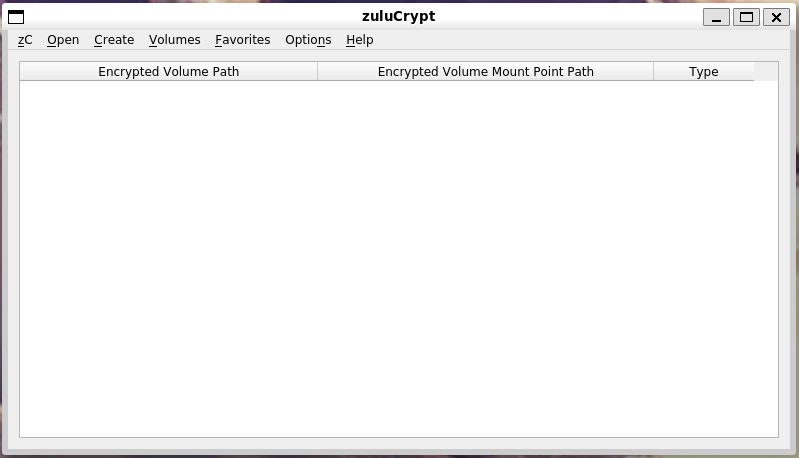 zuluCrypt
zC Open Create Volumes Favorites Options Help
Encrypted Volume Path Encrypted Volume Mount Point Path Type